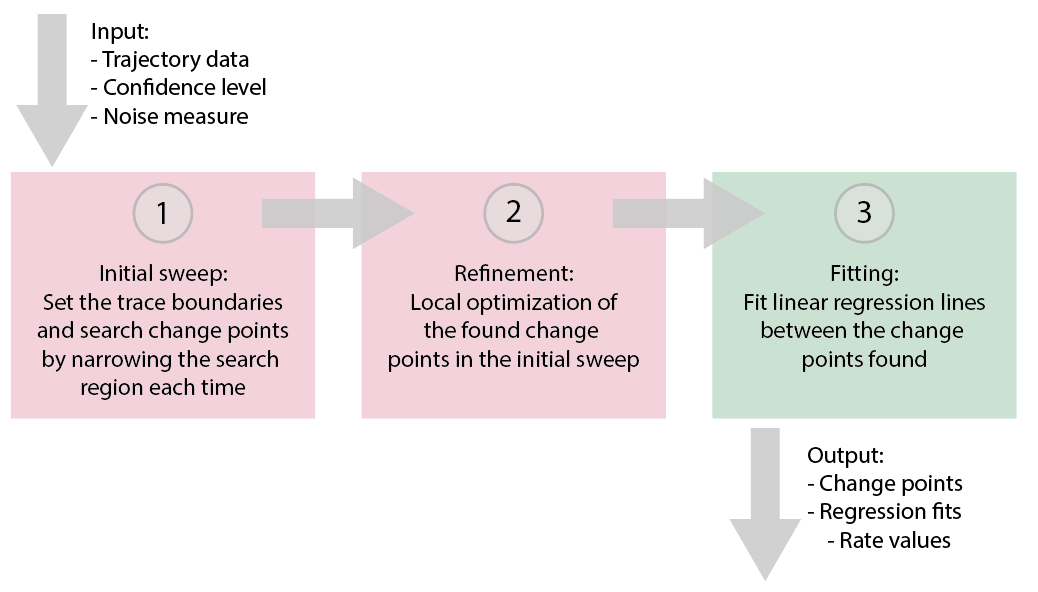 Input:
- Trajectory data
- Confidence level
- Noise measure
1
Initial sweep:
Set the trace boundaries
and search change points
by narrowing the search
region each time
2
Refinement:
Local optimization of
the found change
points in the initial sweep
3
Fitting:
Fit linear regression lines
between the change
points found
Output:
- Change points
- Regression fits
- Rate values